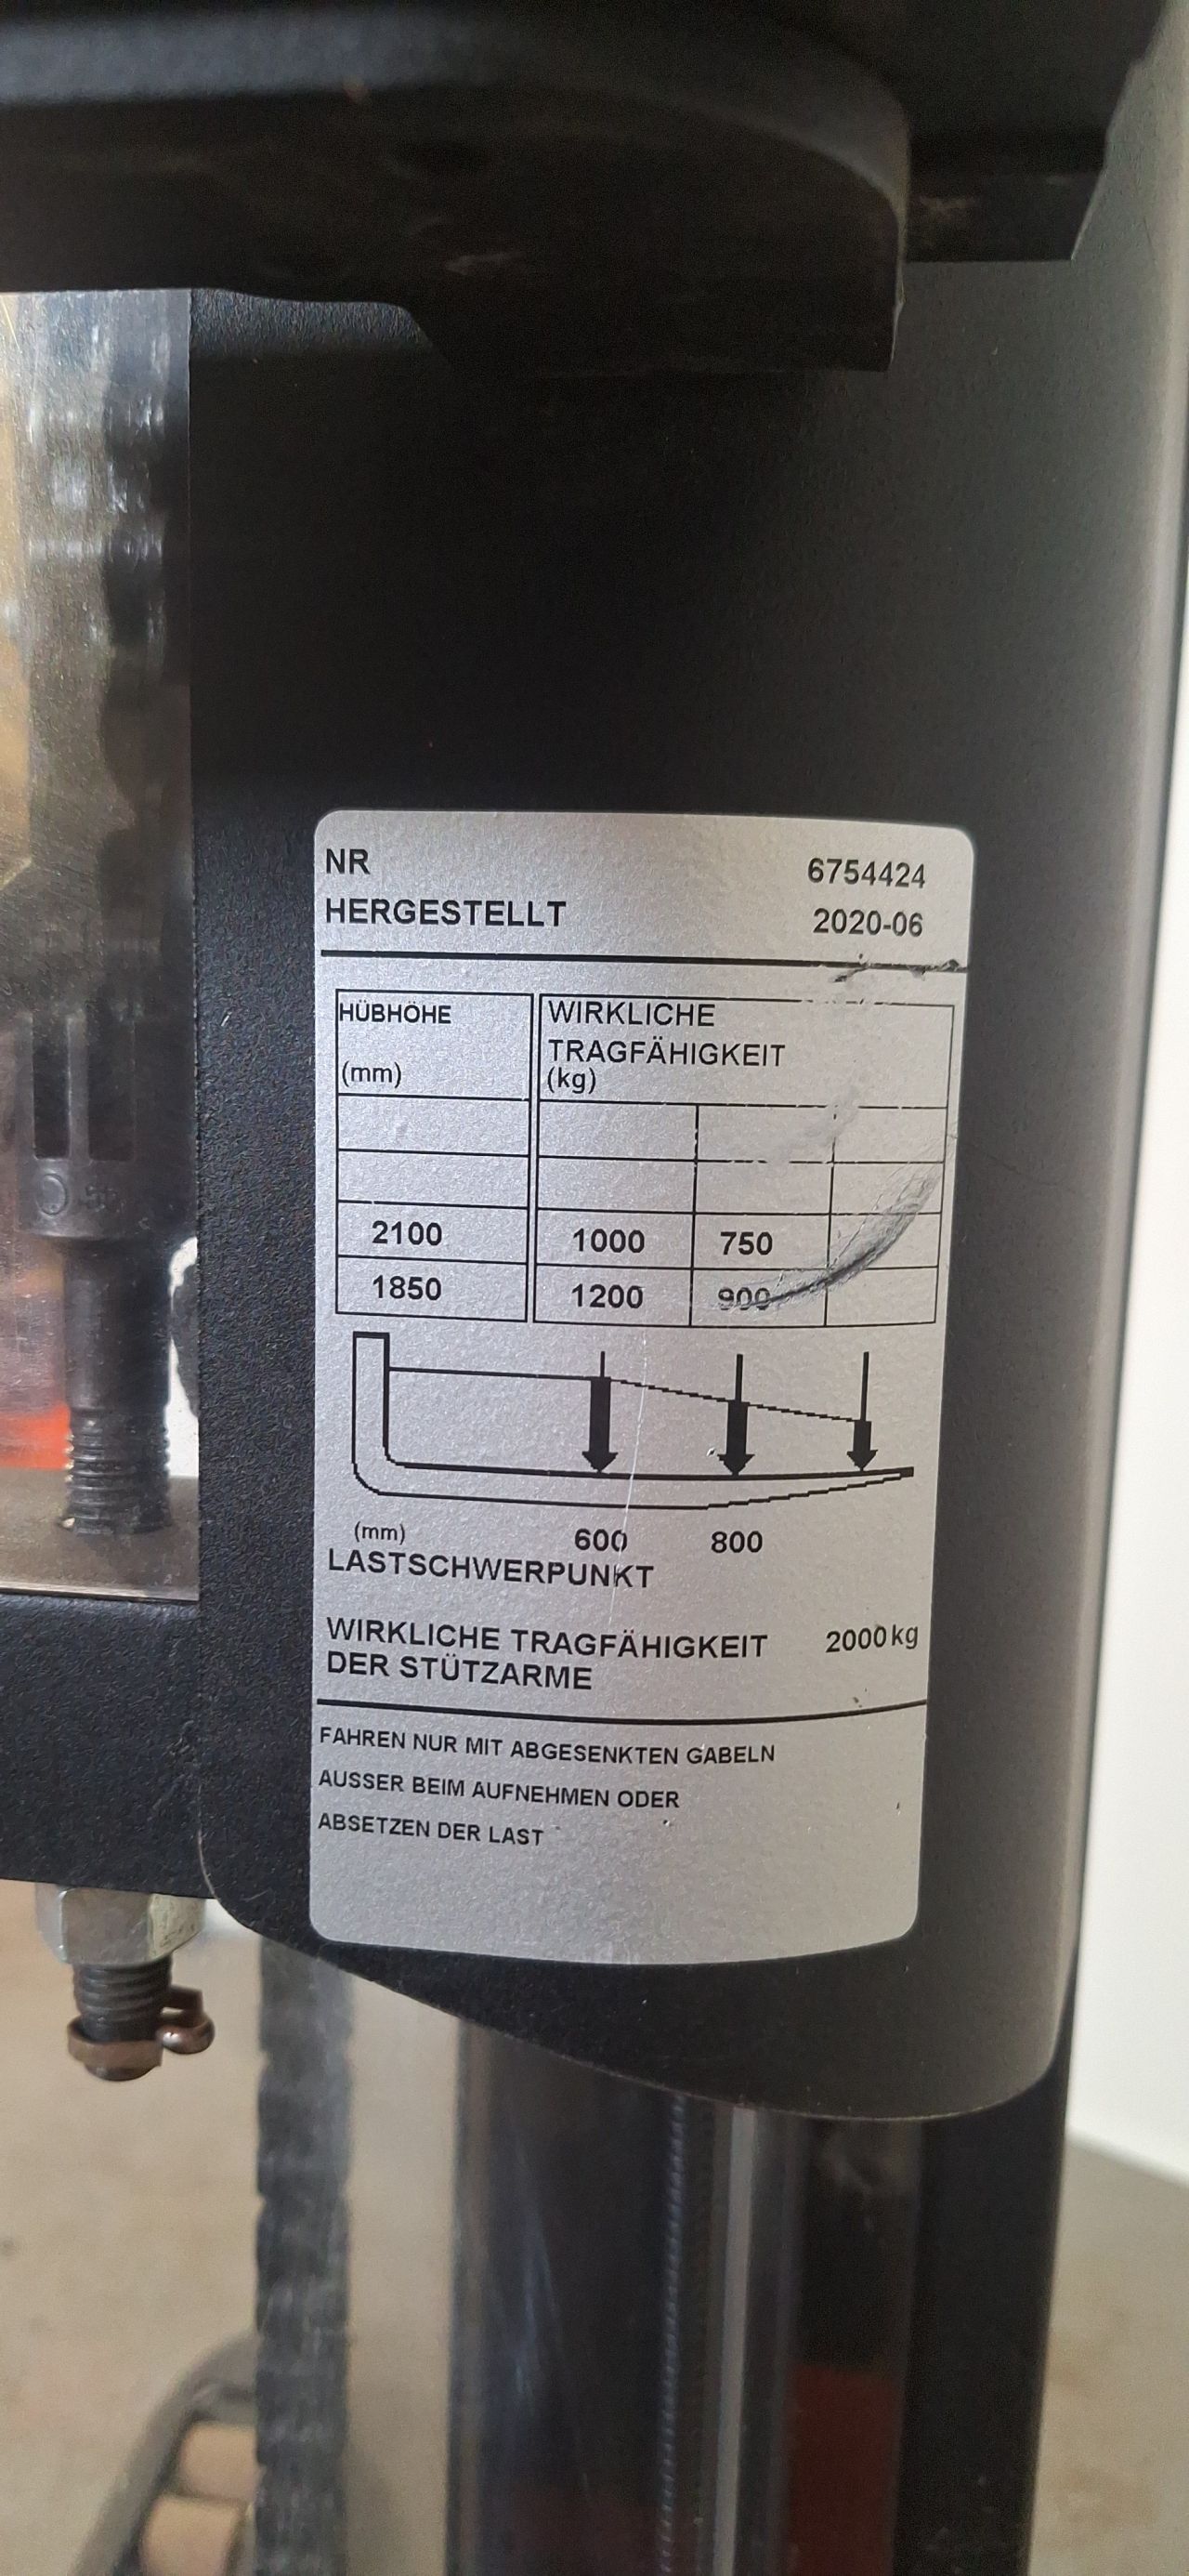 NR 6754424
HERGESTELLT 2020-06
HÜBHÖHE WIRKLICHE
TRAGFÄHIGKEIT
(mm) (kg)
2100 1000 750
1850 1200 900
(mm) 600 800
LASTSCHWERPUNKT
WIRKLICHE TRAGFÄHIGKEIT 2000 kg
DER STÜTZARME
FAHREN NUR MIT ABGESENKTEN GABELN
AUSSER BEIM AUFNEHMEN ODER
ABSETZEN DER LAST